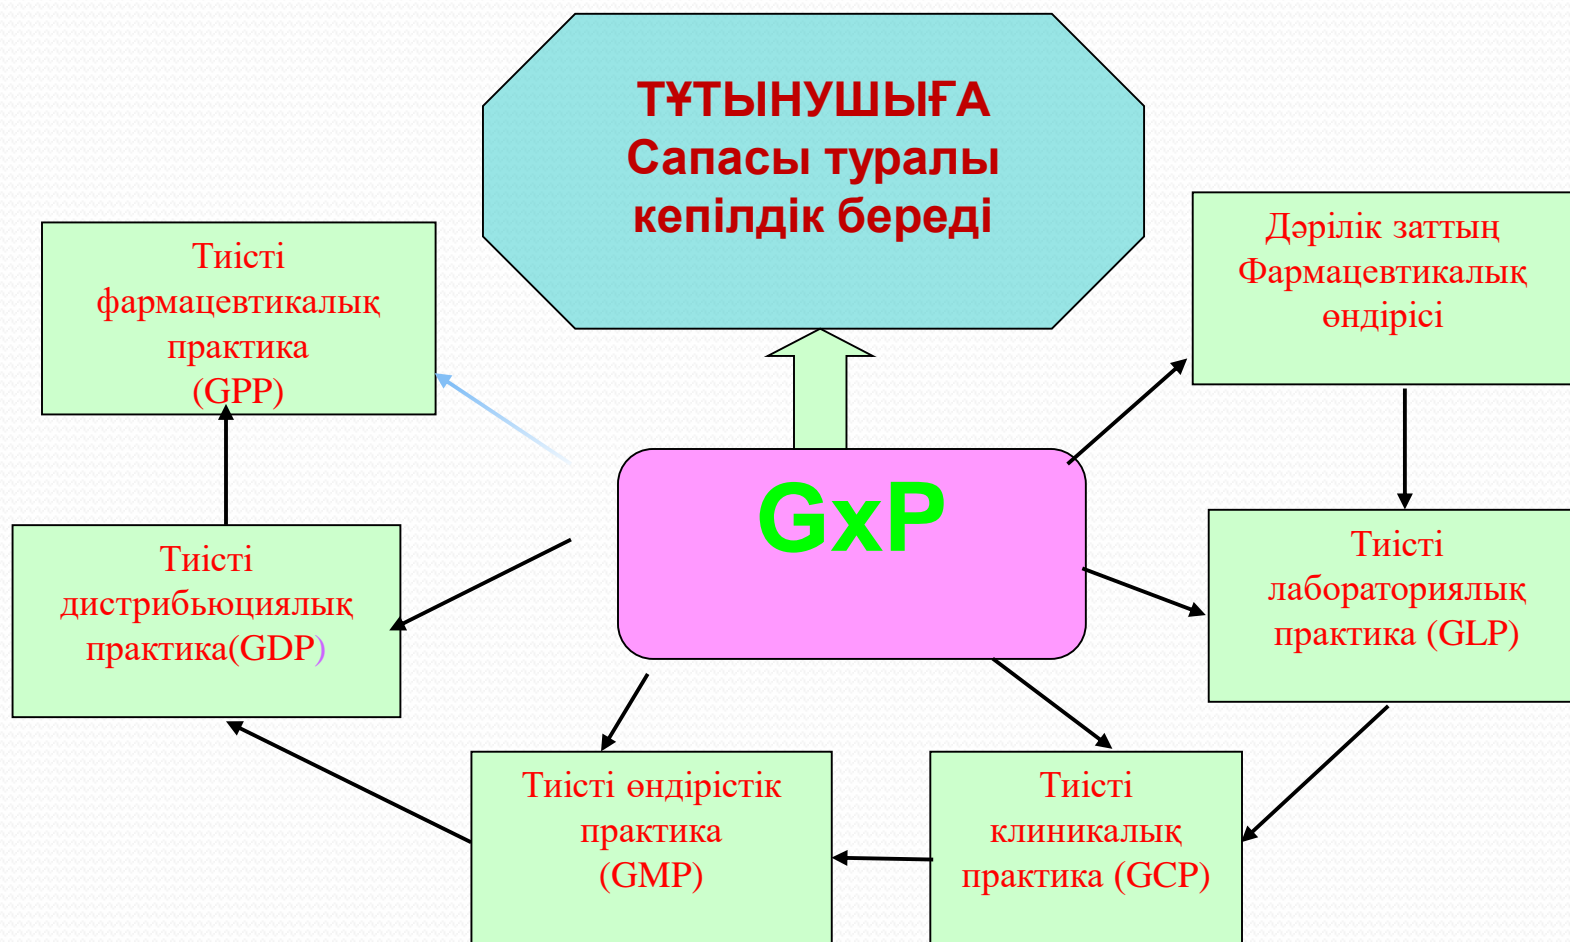 ТҰТЫНУШЫҒА
Сапасы туралы
кепілдік береді
Тиісті
фармацевтикалық
практика
(GPP)
Дәрілік заттың
Фармацевтикалық
өндірісі
GxP
Тиісті
дистрибьюциялық
практика(GDP)
Тиісті
лабораториялық
практика (GLP)
Тиісті өндірістік
практика
(GMP)
Тиісті
клиникалық
практика (GCP)